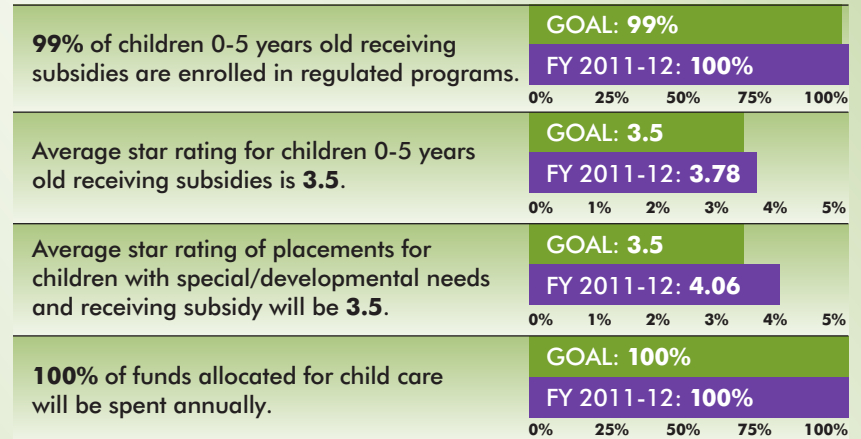 99% of children 0-5 years old receiving
subsidies are enrolled in regulated programs.
GOAL: 99%
FY 2011-12: 100%
0% 25% 50% 75% 100%
Average star rating for children 0-5 years
old receiving subsidies is 3.5.
GOAL: 3.5
FY 2011-12: 3.78
0% 1% 2% 3% 4% 5%
Average star rating of placements for
children with special/developmental needs
and receiving subsidy will be 3.5.
GOAL: 3.5
FY 2011-12: 4.06
0% 1% 2% 3% 4% 5%
100% of funds allocated for child care
will be spent annually.
GOAL: 100%
FY 2011-12: 100%
0% 25% 50% 75% 100%